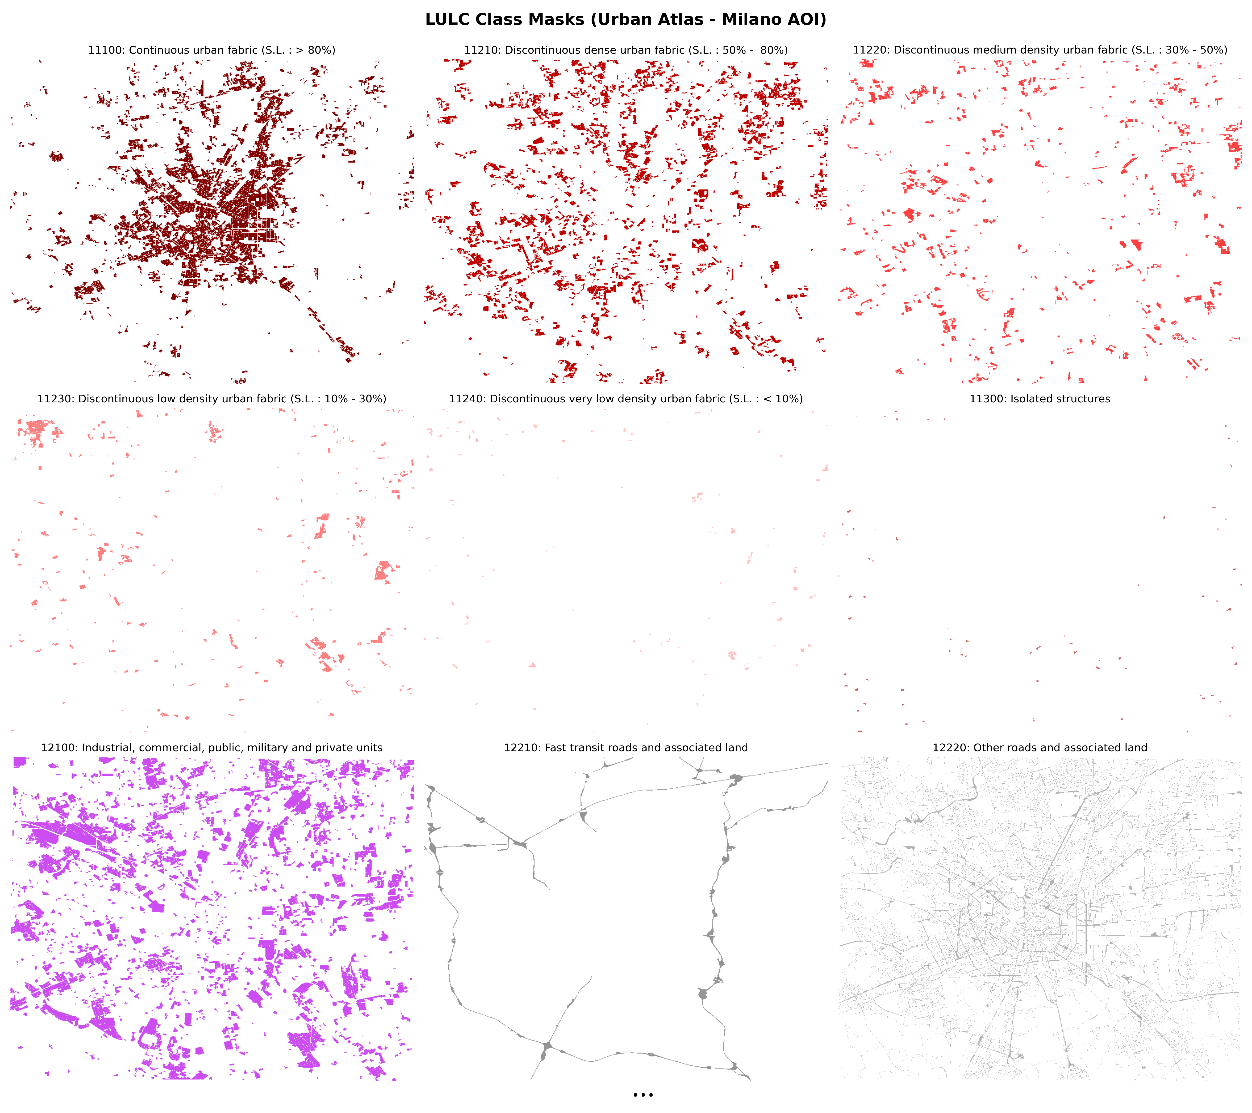 LULC Class Masks (Urban Atlas - Milano AOI)
11100: Continuous urban fabric (S.L. : > 80%)
11210: Discontinuous dense urban fabric (S.L. : 50% -  80%)
11220: Discontinuous medium density urban fabric (S.L. : 30% - 50%)
11230: Discontinuous low density urban fabric (S.L. : 10% - 30%)
11240: Discontinuous very low density urban fabric (S.L. : < 10%)
11300: Isolated structures
12100: Industrial, commercial, public, military and private units
12210: Fast transit roads and associated land
12220: Other roads and associated land
...